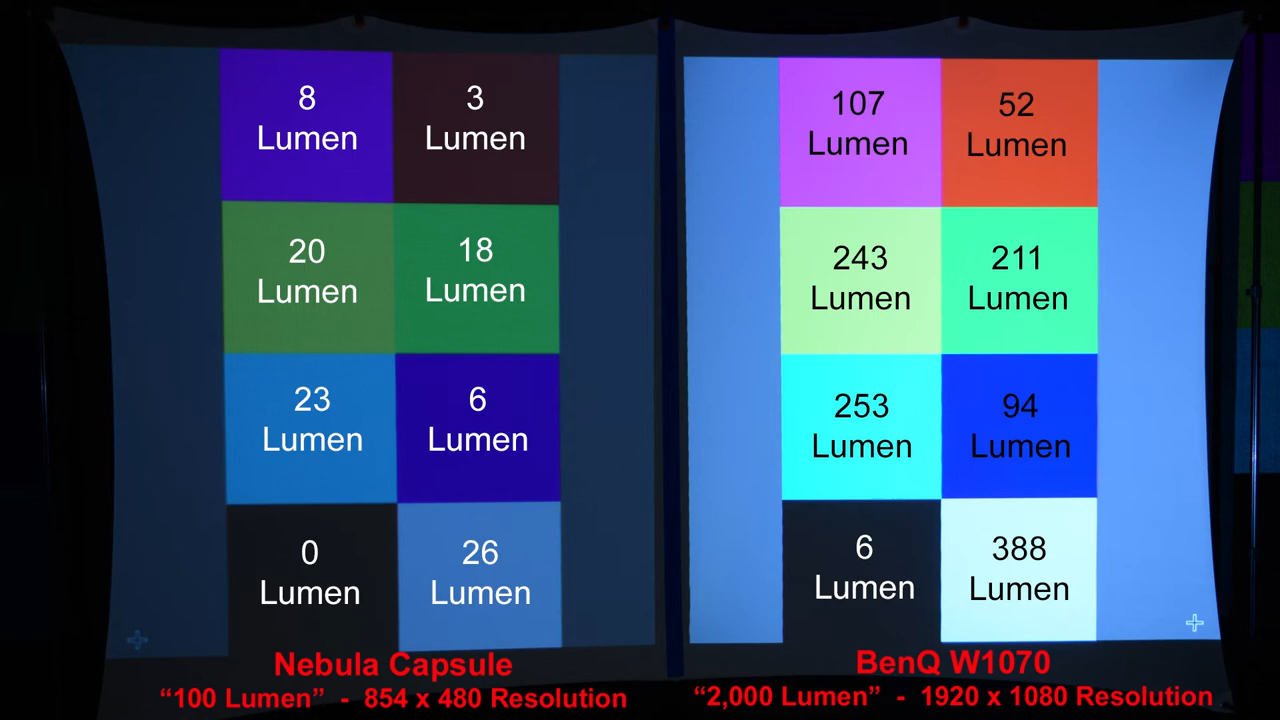 8
Lumen
3
Lumen
20
Lumen
18
Lumen
23
Lumen
6
Lumen
0
Lumen
26
Lumen
Nebula Capsule
“100 Lumen” - 854 x 480 Resolution
107
Lumen
52
Lumen
243
Lumen
211
Lumen
253
Lumen
94
Lumen
6
Lumen
388
Lumen
BenQ W1070
“2,000 Lumen” - 1920 x 1080 Resolution